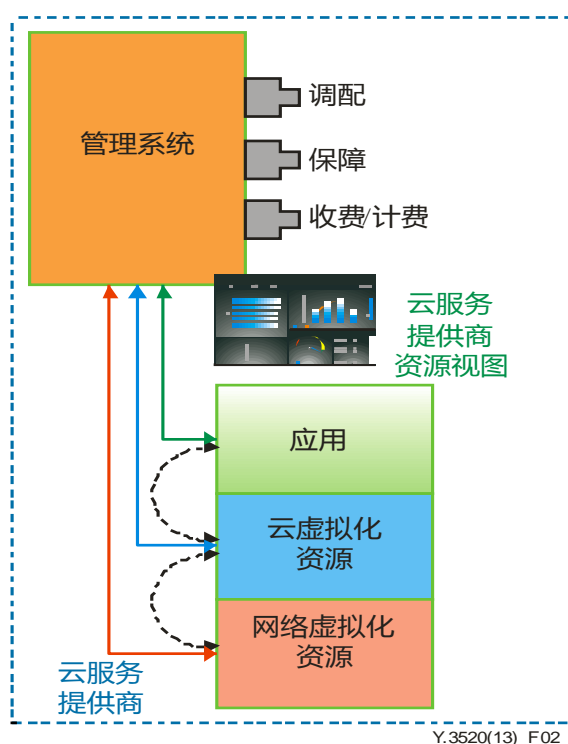 管理系统
调配
保障
收费/计费
云服务
提供商
资源视图
应用
云虚拟化
资源
网络虚拟化
资源
云服务
提供商
Y.3520(13)_F02